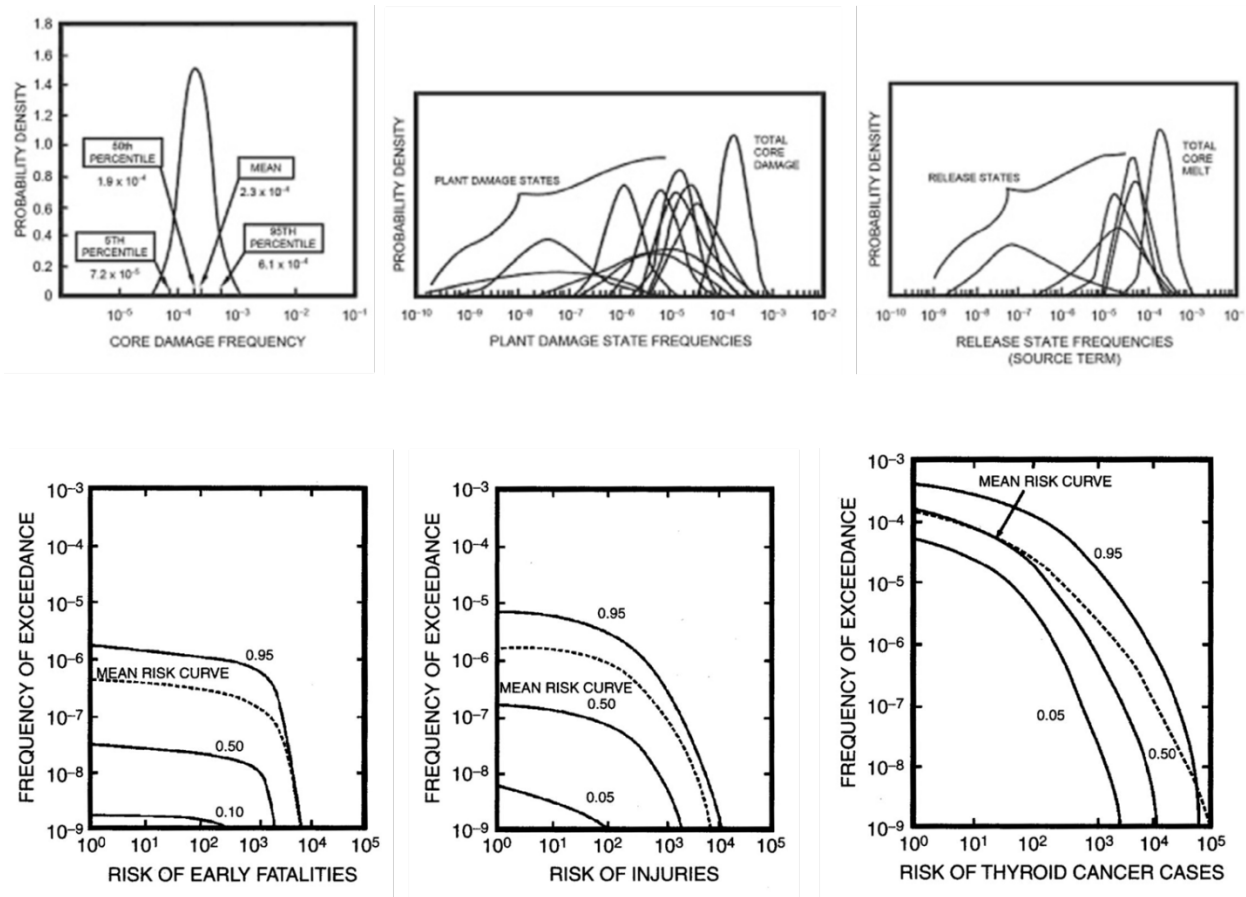 1.8
1.6
1.4
1.2
1.0
0.8
0.6
0.4
0.2
0
PROBABILITY DENSITY
50th
PERCENTILE
1.9 x 10⁻⁴
MEAN
2.3 x 10⁻⁴
5TH
PERCENTILE
7.2 x 10⁻⁵
95TH
PERCENTILE
6.1 x 10⁻⁴
10⁻⁵ 10⁻⁴ 10⁻³ 10⁻² 10⁻¹
CORE DAMAGE FREQUENCY
PROBABILITY DENSITY
PLANT DAMAGE STATES
TOTAL
CORE
DAMAGE
10⁻¹⁰ 10⁻⁹ 10⁻⁸ 10⁻⁷ 10⁻⁶ 10⁻⁵ 10⁻⁴ 10⁻³ 10⁻²
PLANT DAMAGE STATE FREQUENCIES
PROBABILITY DENSITY
RELEASE STATES
TOTAL
CORE
MELT
10⁻¹⁰ 10⁻⁹ 10⁻⁸ 10⁻⁷ 10⁻⁶ 10⁻⁵ 10⁻⁴ 10⁻³ 10⁻
RELEASE STATE FREQUENCIES
(SOURCE TERM)
FREQUENCY OF EXCEEDANCE
10⁻³
10⁻⁴
10⁻⁵
10⁻⁶
10⁻⁷
10⁻⁸
10⁻⁹
0.95
MEAN RISK CURVE
0.50
0.10
10⁰ 10¹ 10² 10³ 10⁴ 10⁵
RISK OF EARLY FATALITIES
FREQUENCY OF EXCEEDANCE
10⁻³
10⁻⁴
10⁻⁵
10⁻⁶
10⁻⁷
10⁻⁸
10⁻⁹
0.95
MEAN RISK CURVE
0.50
0.05
10⁰ 10¹ 10² 10³ 10⁴ 10⁵
RISK OF INJURIES
FREQUENCY OF EXCEEDANCE
10⁻³
10⁻⁴
10⁻⁵
10⁻⁶
10⁻⁷
10⁻⁸
10⁻⁹
MEAN RISK CURVE
0.95
0.05
0.50
10⁰ 10¹ 10² 10³ 10⁴ 10⁵
RISK OF THYROID CANCER CASES